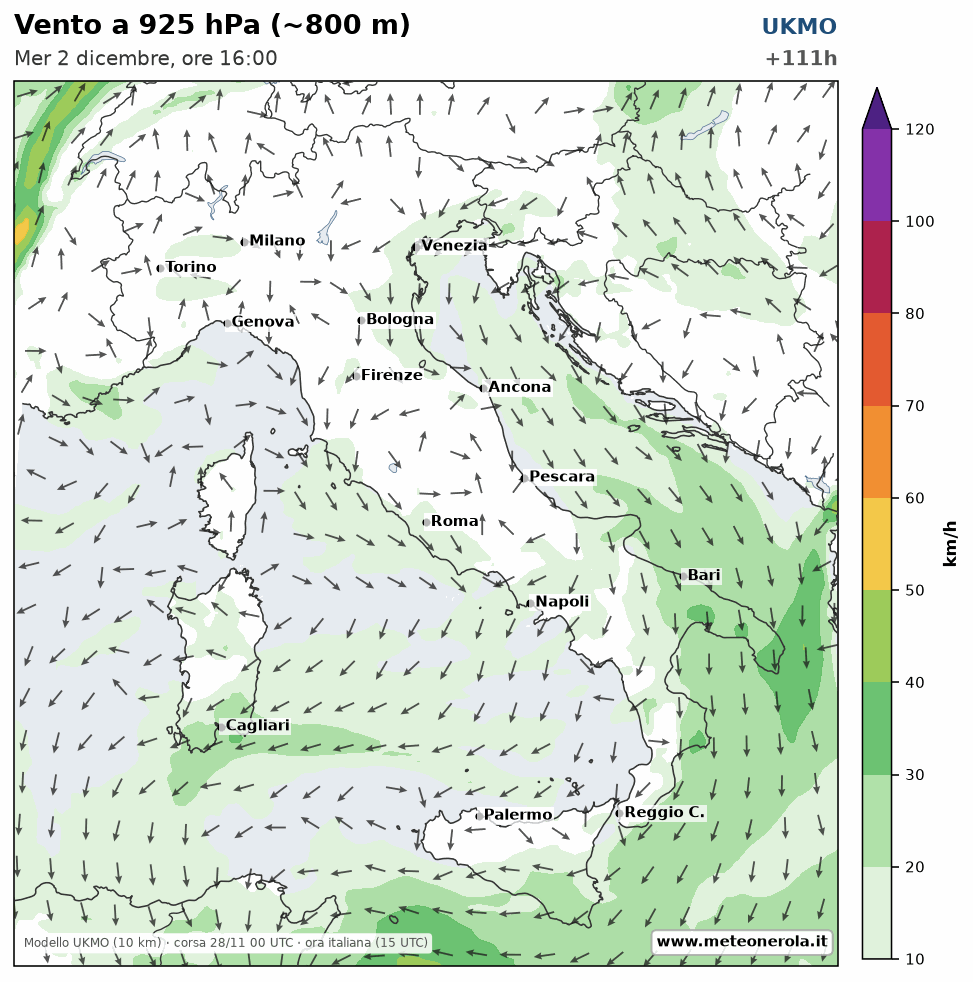 Vento a 925 hPa (~800 m)
UKMO
Mer 2 dicembre, ore 16:00
+111h
Milano
Venezia
Torino
Genova
Bologna
Firenze
Ancona
Pescara
Roma
Bari
Napoli
Cagliari
Palermo
Reggio C.
120
100
80
70
60
50
40
30
20
10
km/h
Modello UKMO (10 km) · corsa 28/11 00 UTC · ora italiana (15 UTC)
www.meteonerola.it